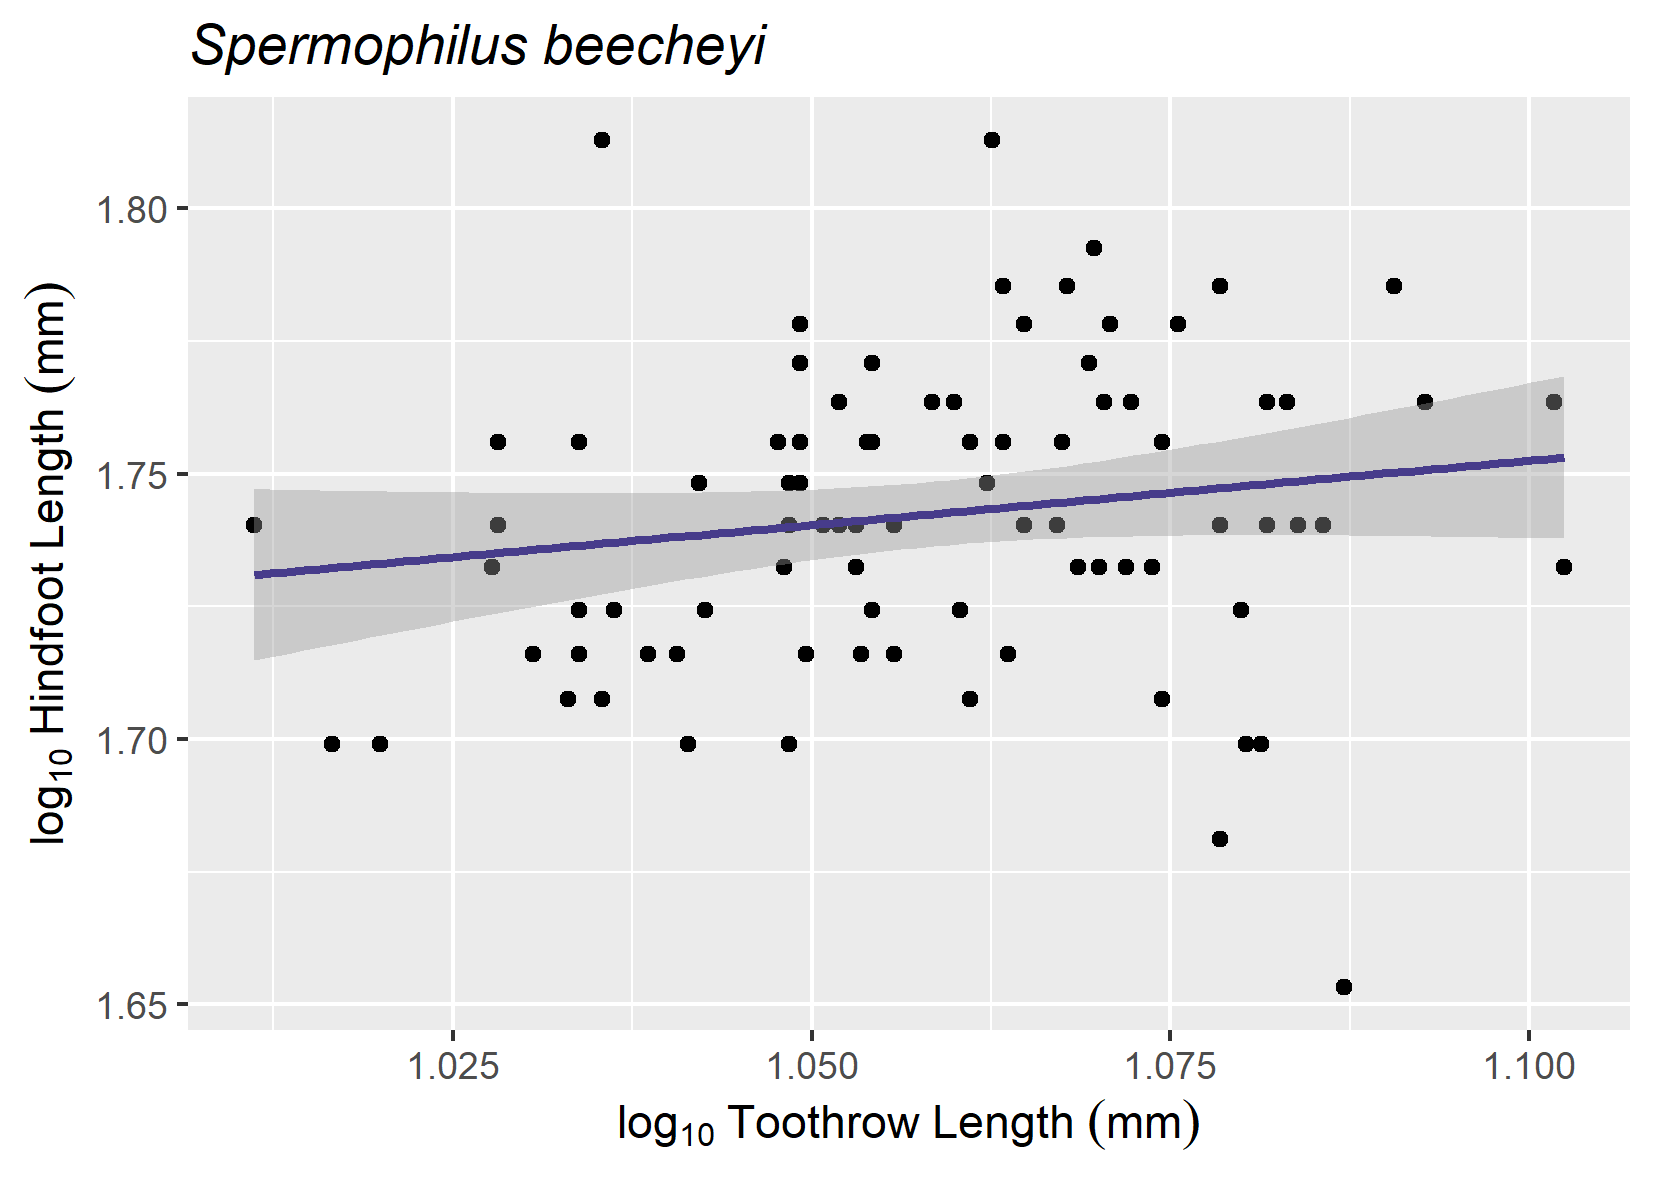 Spermophilus beecheyi
log₁₀ Hindfoot Length (mm)
1.80
1.75
1.70
1.65
1.025 1.050 1.075 1.100
log₁₀ Toothrow Length (mm)